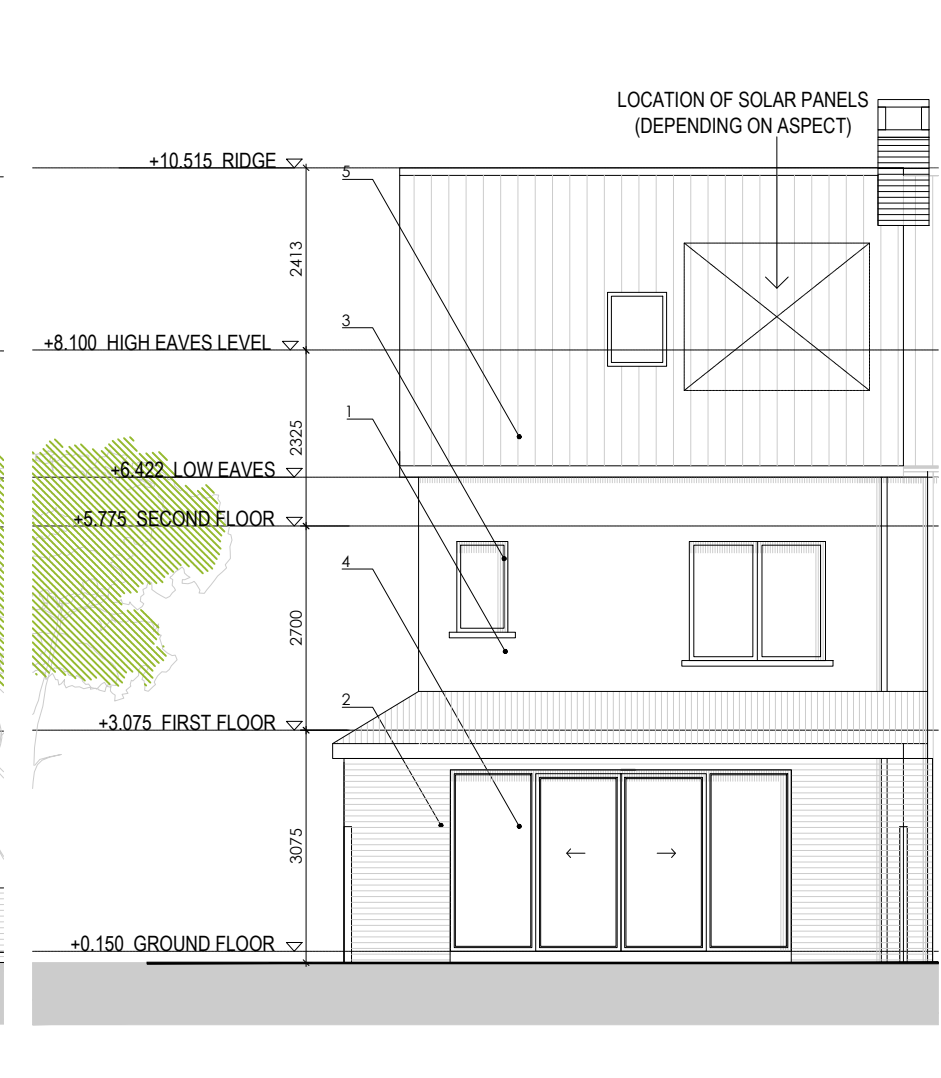 LOCATION OF SOLAR PANELS
(DEPENDING ON ASPECT)
+10.515 RIDGE
5
2413
3
+8.100 HIGH EAVES LEVEL
1
2325
+6.422 LOW EAVES
+5.775 SECOND FLOOR
4
2700
2
+3.075 FIRST FLOOR
3075
+0.150 GROUND FLOOR